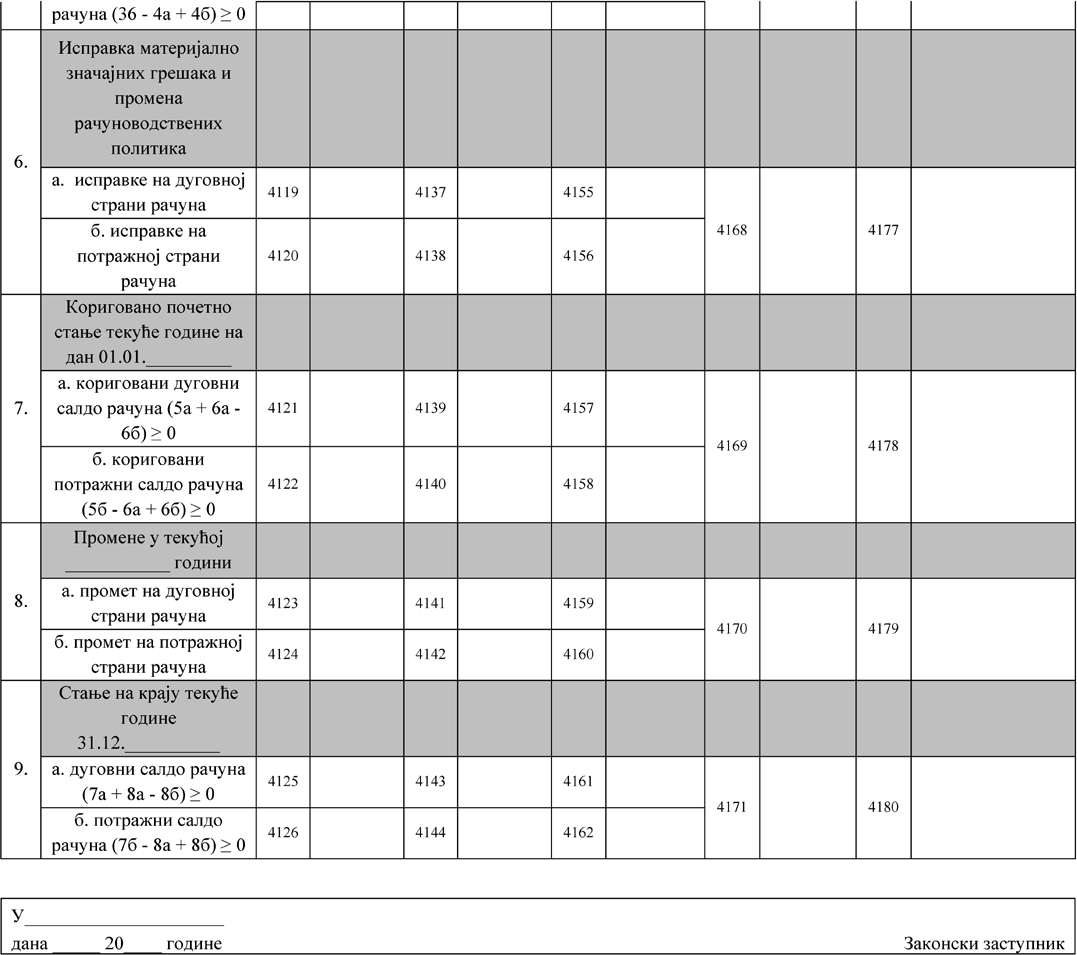 рачуна (36 - 4а + 4б) ≥ 0
6.
Исправка материјално
значајних грешака и
промена
рачуноводствених
политика
а. исправке на дуговној
страни рачуна
4119
4137
4155
4168
4177
б. исправке на
потражној страни
рачуна
4120
4138
4156
7.
Кориговано почетно
стање текуће године на
дан 01.01._________
а. кориговани дуговни
салдо рачуна (5а + 6а -
6б) ≥ 0
4121
4139
4157
4169
4178
б. кориговани
потражни салдо рачуна
(5б - 6а + 6б) ≥ 0
4122
4140
4158
8.
Промене у текућој
___________ години
а. промет на дуговној
страни рачуна
4123
4141
4159
4170
4179
б. промет на потражној
страни рачуна
4124
4142
4160
9.
Стање на крају текуће
године
31.12.__________
а. дуговни салдо рачуна
(7а + 8а - 8б) ≥ 0
4125
4143
4161
4171
4180
б. потражни салдо
рачуна (7б - 8а + 8б) ≥ 0
4126
4144
4162
У_____________________
дана _____ 20____ године Законски заступник